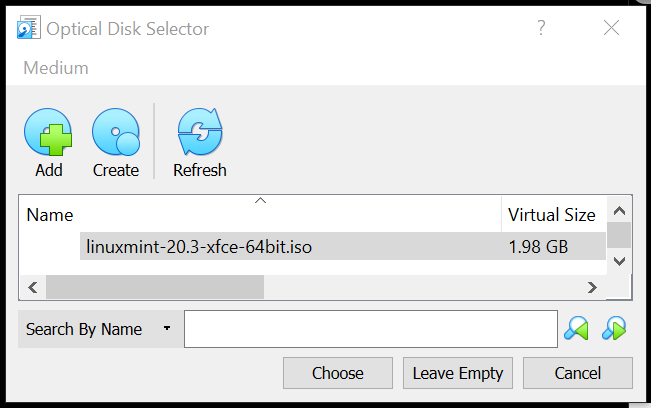 Optical Disk Selector
?
Medium
Add Create Refresh
Name Virtual Size
linuxmint-20.3-xfce-64bit.iso 1.98 GB
Search By Name
Choose Leave Empty Cancel